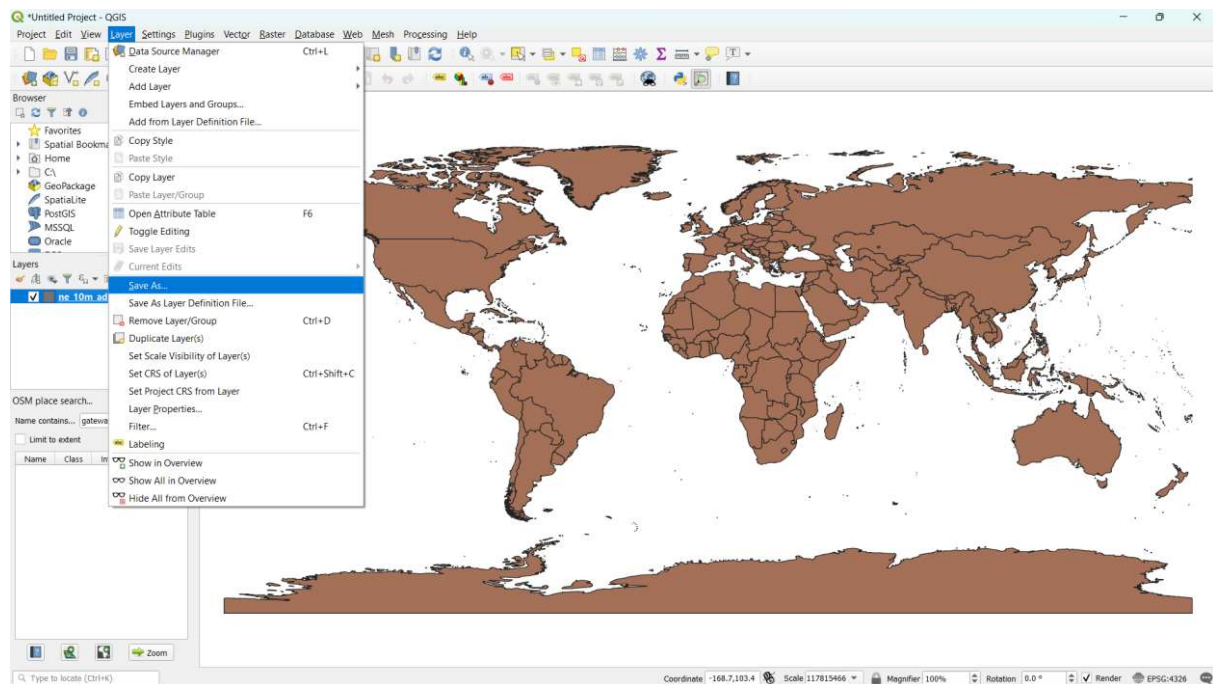 *Untitled Project - QGIS
Project Edit View Layer Settings Plugins Vector Raster Database Web Mesh Processing Help
Data Source Manager Ctrl+L
Create Layer
Add Layer
Embed Layers and Groups...
Add from Layer Definition File...
Copy Style
Paste Style
Copy Layer
Paste Layer/Group
Open Attribute Table F6
Toggle Editing
Save Layer Edits
Current Edits
Save As...
Save As Layer Definition File...
Remove Layer/Group Ctrl+D
Duplicate Layer(s)
Set Scale Visibility of Layer(s)
Set CRS of Layer(s) Ctrl+Shift+C
Set Project CRS from Layer
Layer Properties...
Filter... Ctrl+F
Labeling
Show in Overview
Show All in Overview
Hide All from Overview
Browser
Favorites
Spatial Bookma
Home
C:\
GeoPackage
SpatiaLite
PostGIS
MSSQL
Oracle
Layers
ne_10m_ad
OSM place search...
Name contains... gatewa
Limit to extent
Name Class
Zoom
Type to locate (Ctrl+K)
Coordinate -168.7,103.4 Scale 117815466 Magnifier 100% Rotation 0.0 ° Render EPSG:4326